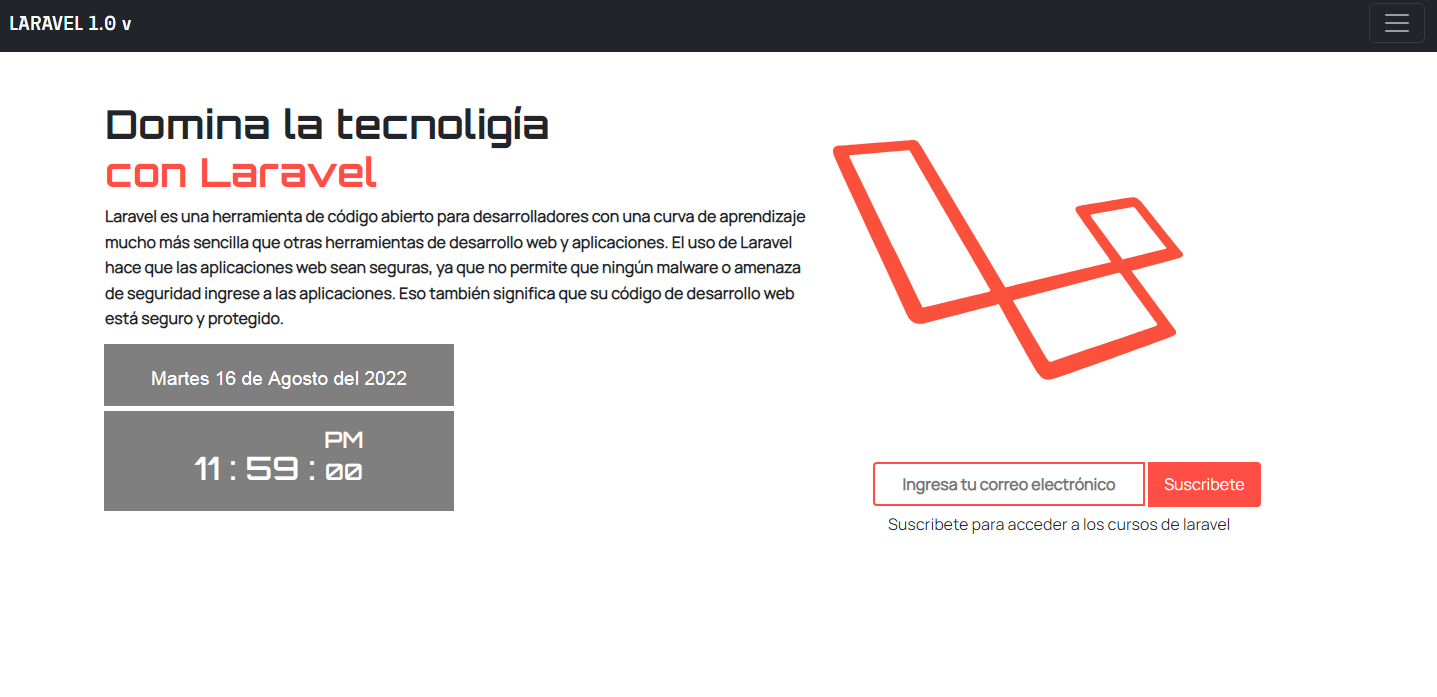 LARAVEL 1.0 v
Domina la tecnoligía
con Laravel
Laravel es una herramienta de código abierto para desarrolladores con una curva de aprendizaje
mucho más sencilla que otras herramientas de desarrollo web y aplicaciones. El uso de Laravel
hace que las aplicaciones web sean seguras, ya que no permite que ningún malware o amenaza
de seguridad ingrese a las aplicaciones. Eso también significa que su código de desarrollo web
está seguro y protegido.
Martes 16 de Agosto del 2022
PM
11 : 59 : 00
Ingresa tu correo electrónico
Suscribete
Suscribete para acceder a los cursos de laravel